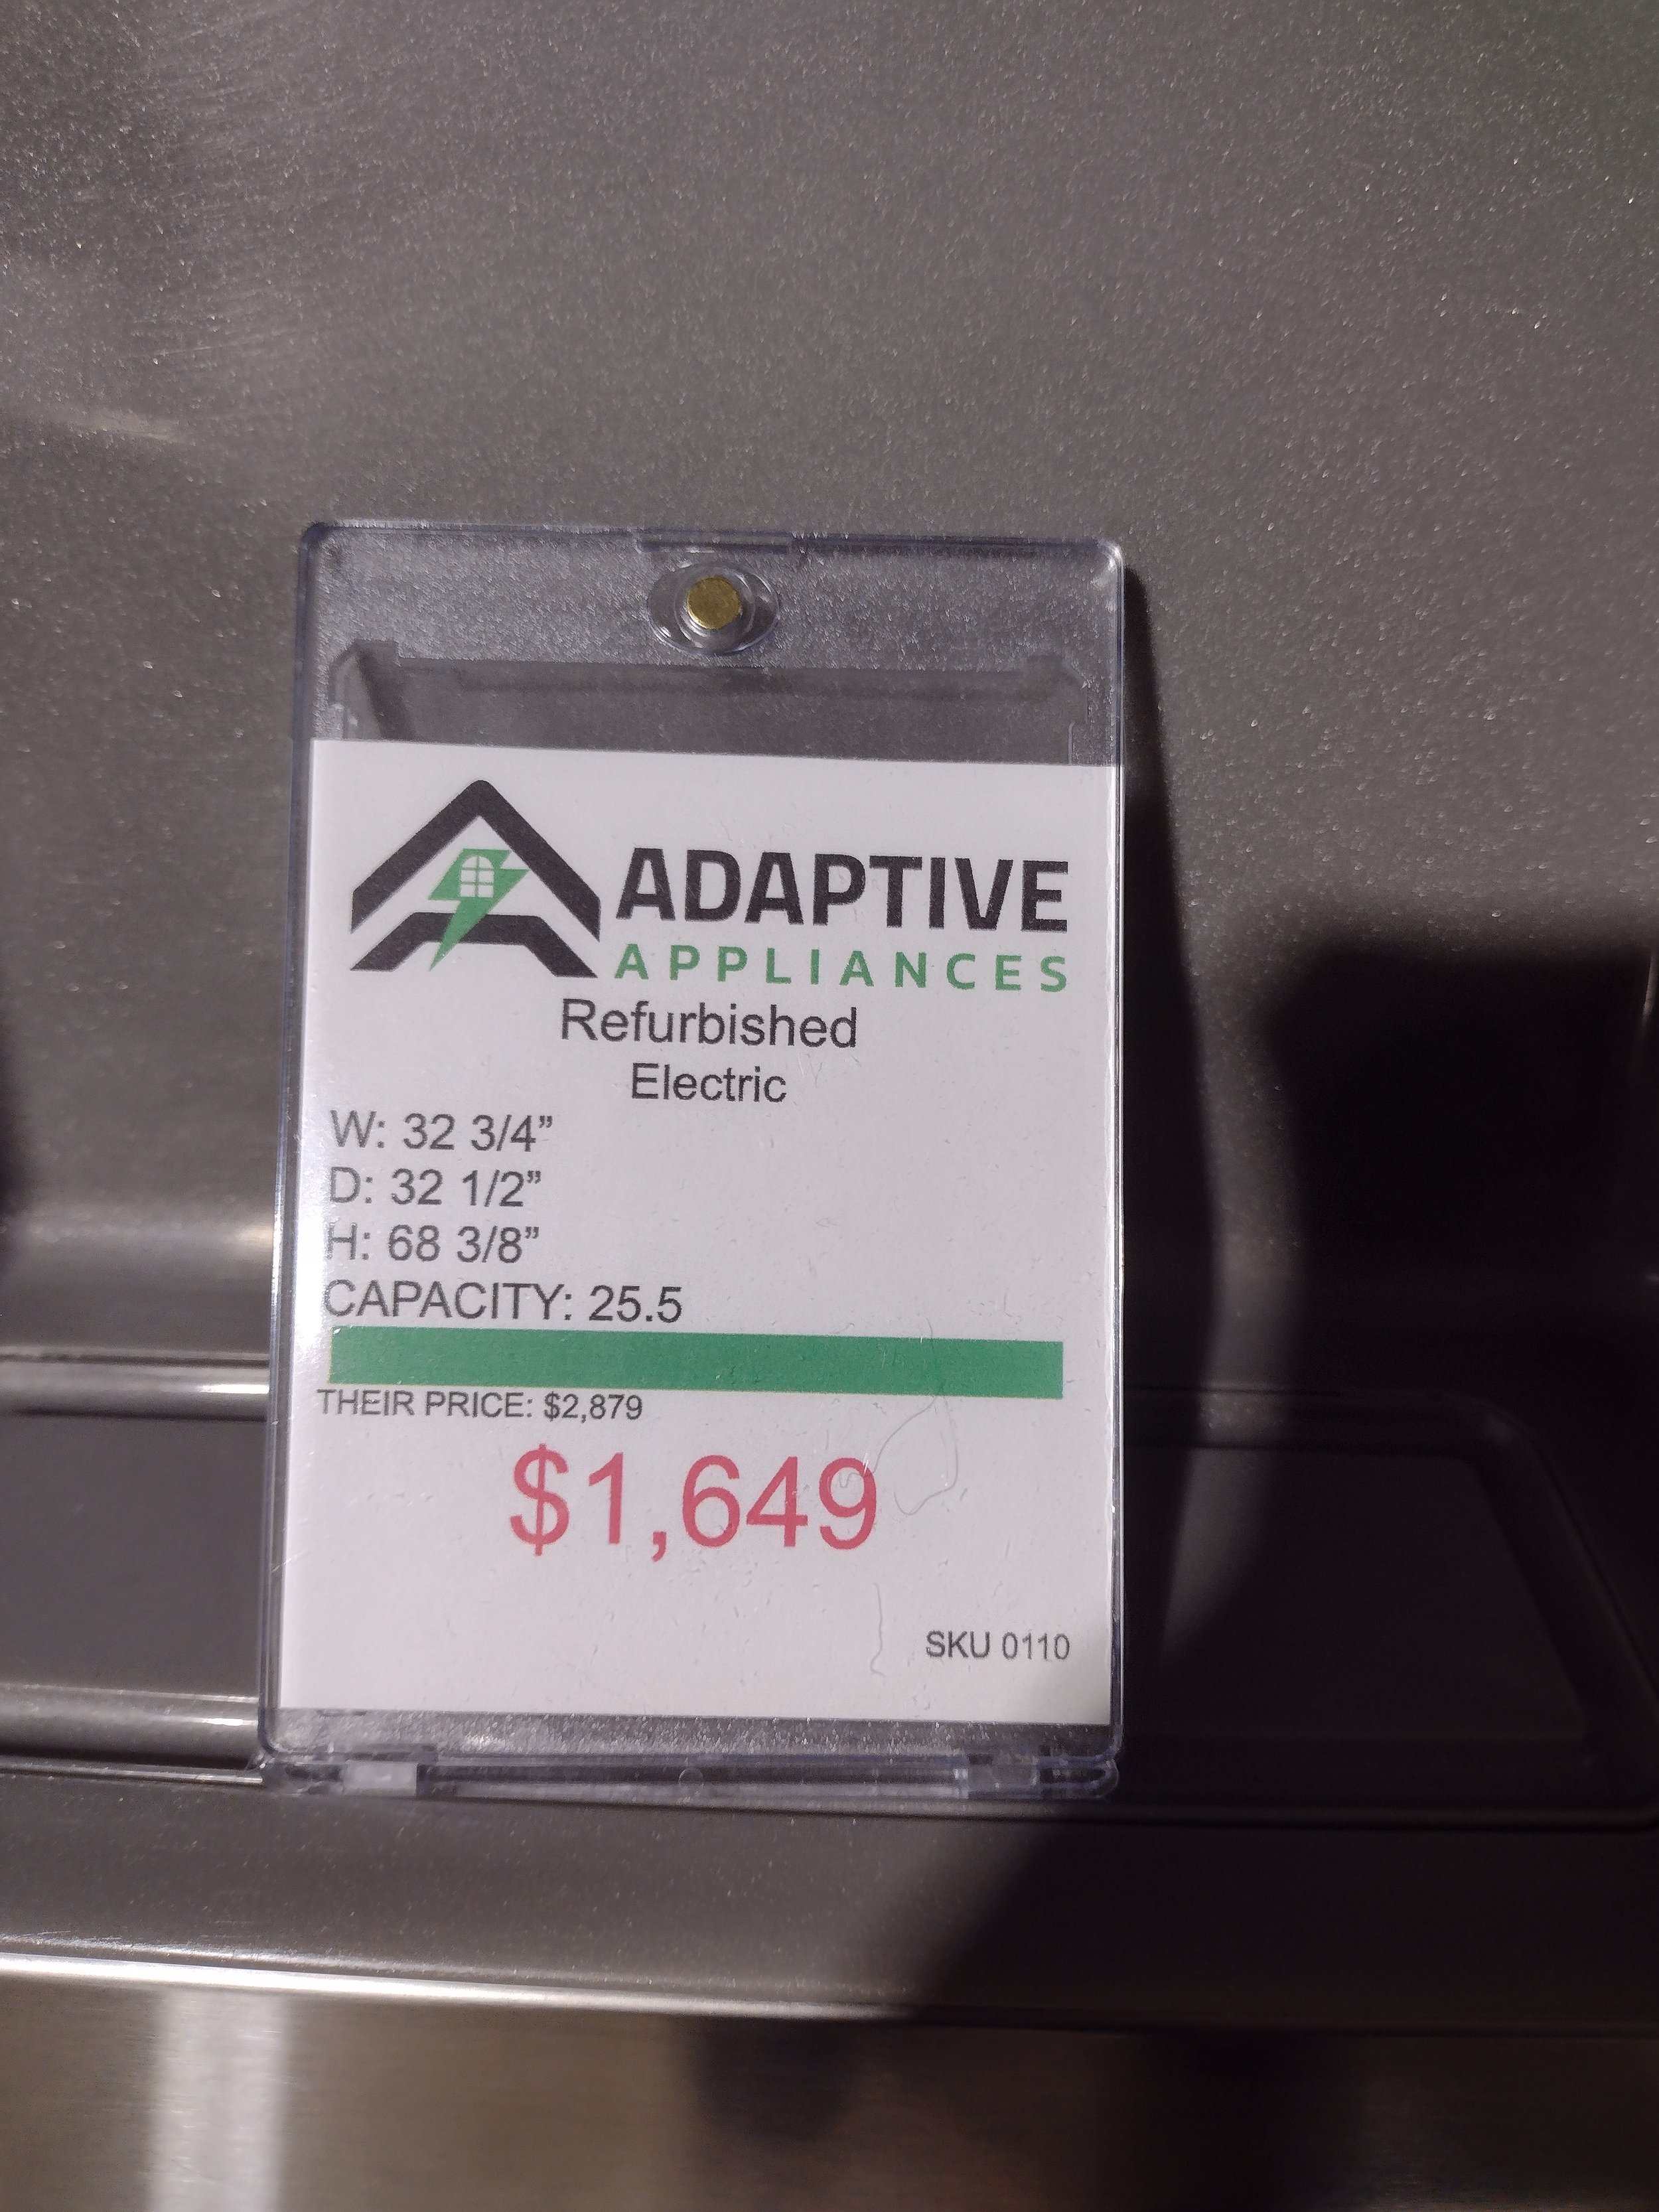 ADAPTIVE
APPLIANCES
Refurbished
Electric
W: 32 3/4”
D: 32 1/2”
H: 68 3/8”
CAPACITY: 25.5
THEIR PRICE: $2,879
$1,649
SKU 0110